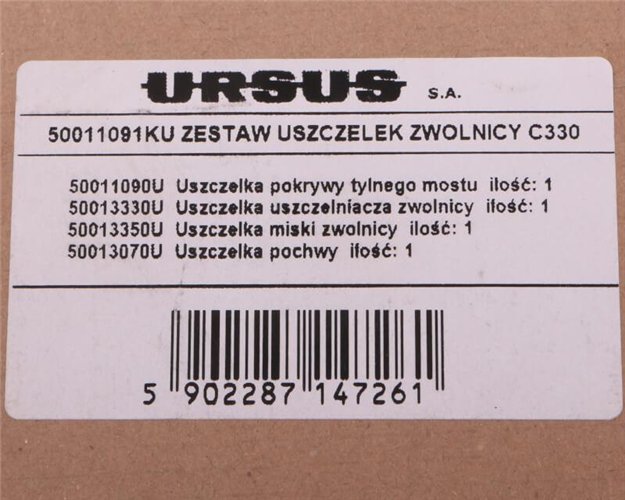 URSUS S.A.
50011091KU ZESTAW USZCZELEK ZWOLNICY C330
50011090U Uszczelka pokrywy tylnego mostu ilość: 1
50013330U Uszczelka uszczelniacza zwolnicy ilość: 1
50013350U Uszczelka miski zwolnicy ilość: 1
50013070U Uszczelka pochwy ilość: 1
5 902287 147261